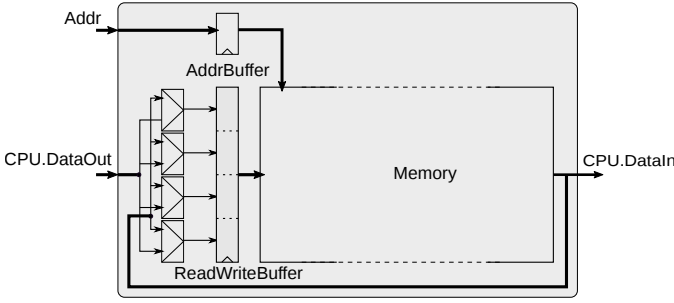 Addr
AddrBuffer
CPU.DataOut
Memory
CPU.DataIn
ReadWriteBuffer